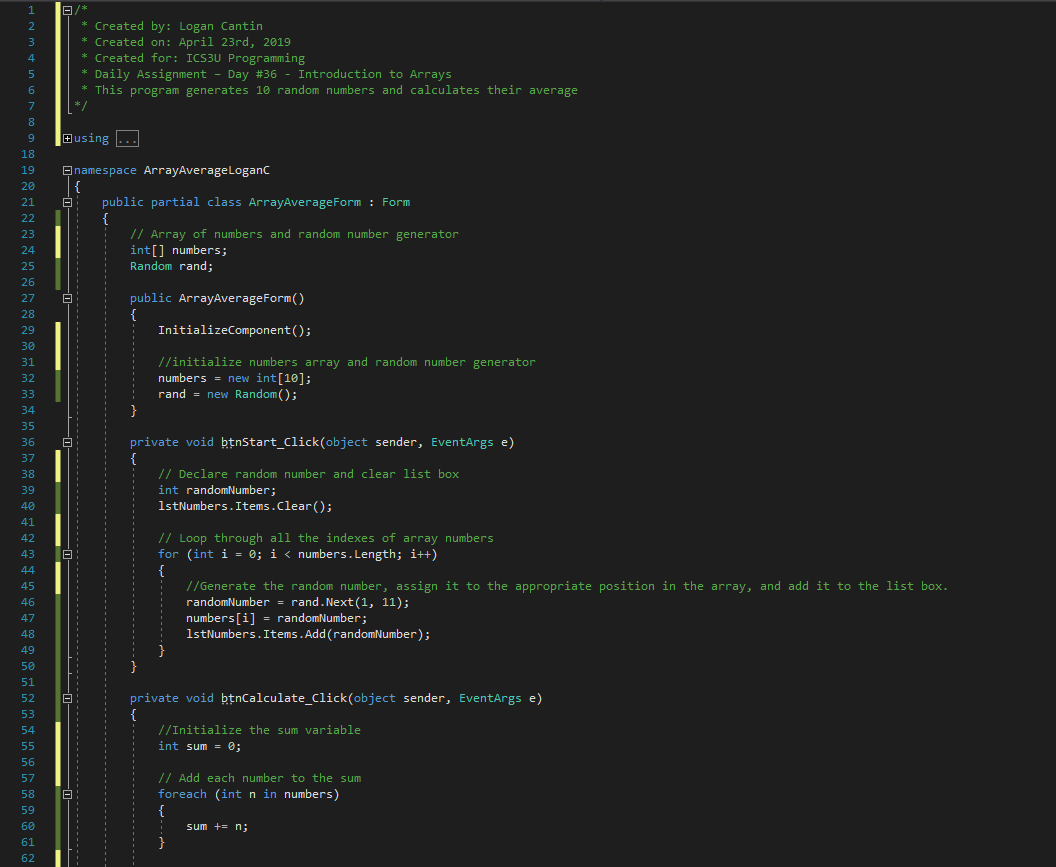 1 /*
2 * Created by: Logan Cantin
3 * Created on: April 23rd, 2019
4 * Created for: ICS3U Programming
5 * Daily Assignment – Day #36 - Introduction to Arrays
6 * This program generates 10 random numbers and calculates their average
7 */
8
9 using ...
18
19 namespace ArrayAverageLoganC
20 {
21 public partial class ArrayAverageForm : Form
22 {
23 // Array of numbers and random number generator
24 int[] numbers;
25 Random rand;
26
27 public ArrayAverageForm()
28 {
29 InitializeComponent();
30
31 //initialize numbers array and random number generator
32 numbers = new int[10];
33 rand = new Random();
34 }
35
36 private void btnStart_Click(object sender, EventArgs e)
37 {
38 // Declare random number and clear list box
39 int randomNumber;
40 lstNumbers.Items.Clear();
41
42 // Loop through all the indexes of array numbers
43 for (int i = 0; i < numbers.Length; i++)
44 {
45 //Generate the random number, assign it to the appropriate position in the array, and add it to the list box.
46 randomNumber = rand.Next(1, 11);
47 numbers[i] = randomNumber;
48 lstNumbers.Items.Add(randomNumber);
49 }
50 }
51
52 private void btnCalculate_Click(object sender, EventArgs e)
53 {
54 //Initialize the sum variable
55 int sum = 0;
56
57 // Add each number to the sum
58 foreach (int n in numbers)
59 {
60 sum += n;
61 }
62